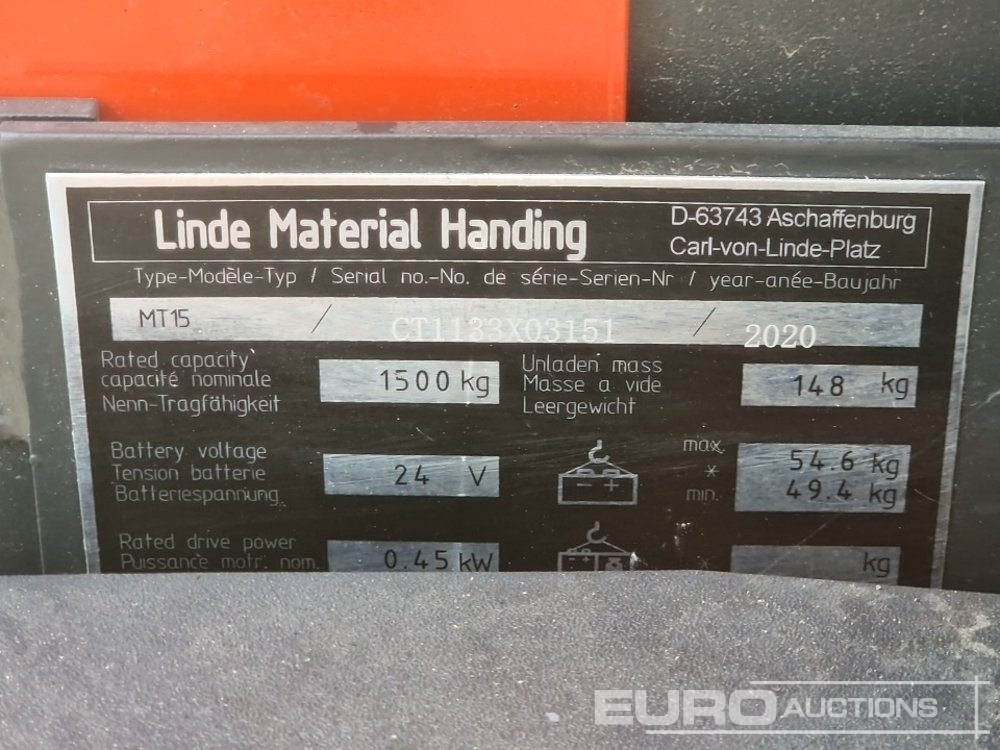 Linde Material Handing
D-63743 Aschaffenburg
Carl-von-Linde-Platz
Type-Modèle-Typ / Serial no.-No. de série-Serien-Nr / year-anée-Baujahr
MT15 / CT1133X03151 / 2020
Rated capacity
capacité nominale
Nenn-Tragfähigkeit
1500 kg
Unladen mass
Masse a vide
Leergewicht
148 kg
Battery voltage
Tension batterie
Batteriespannung
24 V
- +
max.
*
min.
54.6 kg
49.4 kg
Rated drive power
Puissance motr. nom.
0.45 kW
*
kg
EURO AUCTIONS